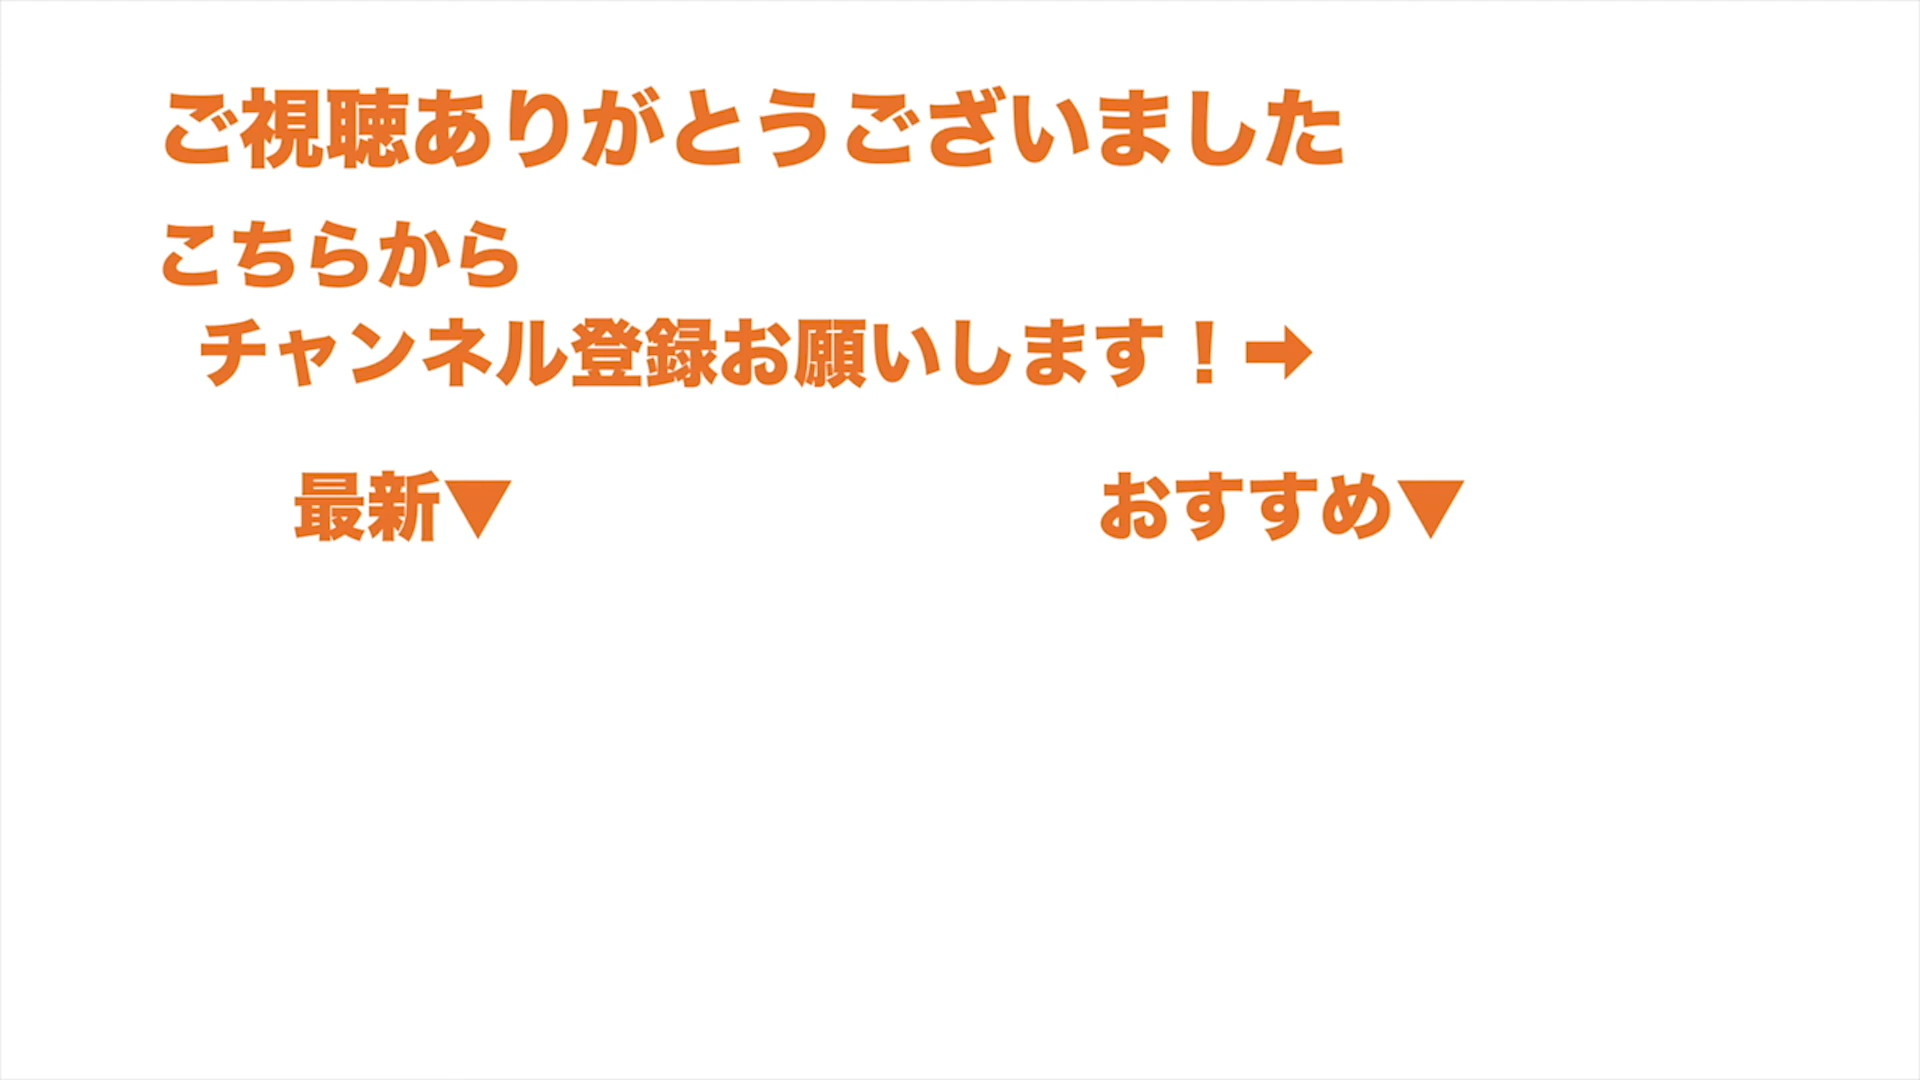 ご視聴ありがとうございました
こちらから
チャンネル登録お願いします！➡
最新▼
おすすめ▼